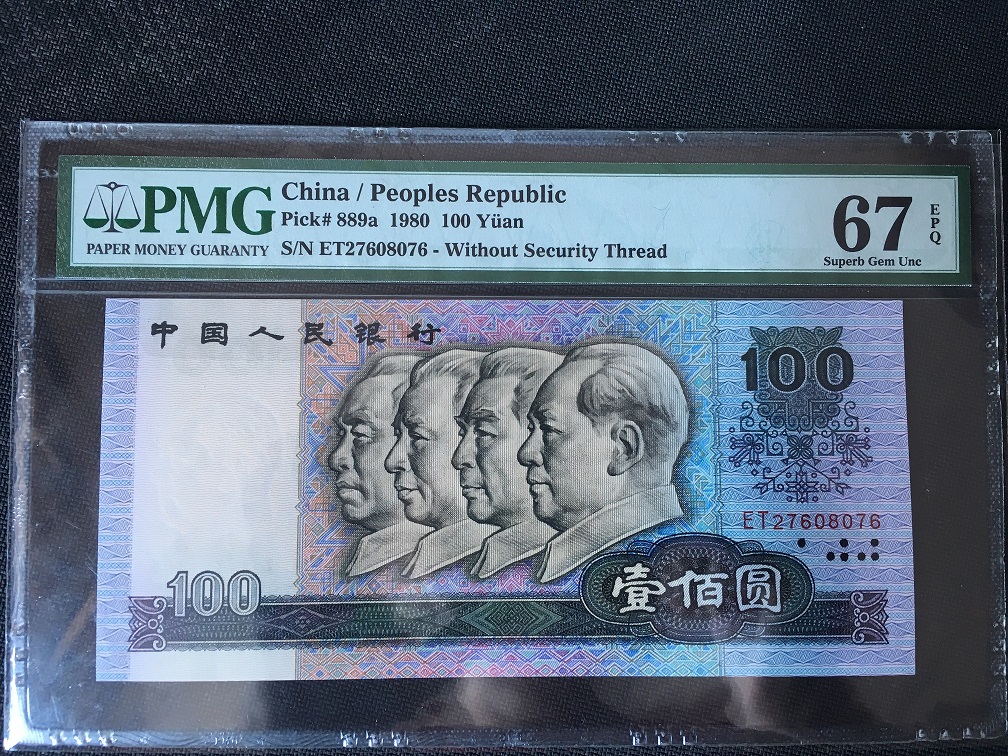 PMG
PAPER MONEY GUARANTY
China / Peoples Republic
Pick# 889a 1980 100 Yüan
S/N ET27608076 - Without Security Thread
67
EPQ
Superb Gem Unc
中国人民银行
100
ET27608076
100
壹佰圆